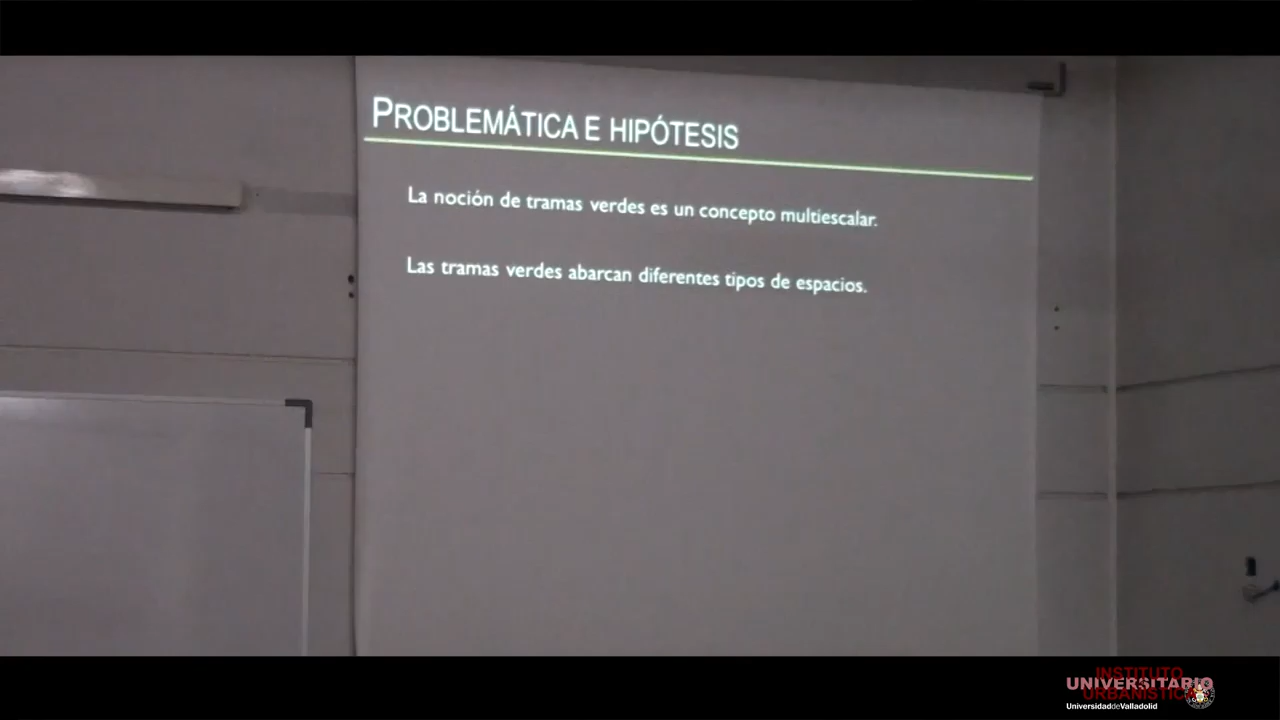 PROBLEMÁTICA E HIPÓTESIS
La noción de tramas verdes es un concepto multiescalar.
Las tramas verdes abarcan diferentes tipos de espacios.
INSTITUTO
UNIVERSITARIO
URBANÍSTICA
UniversidaddeValladolid